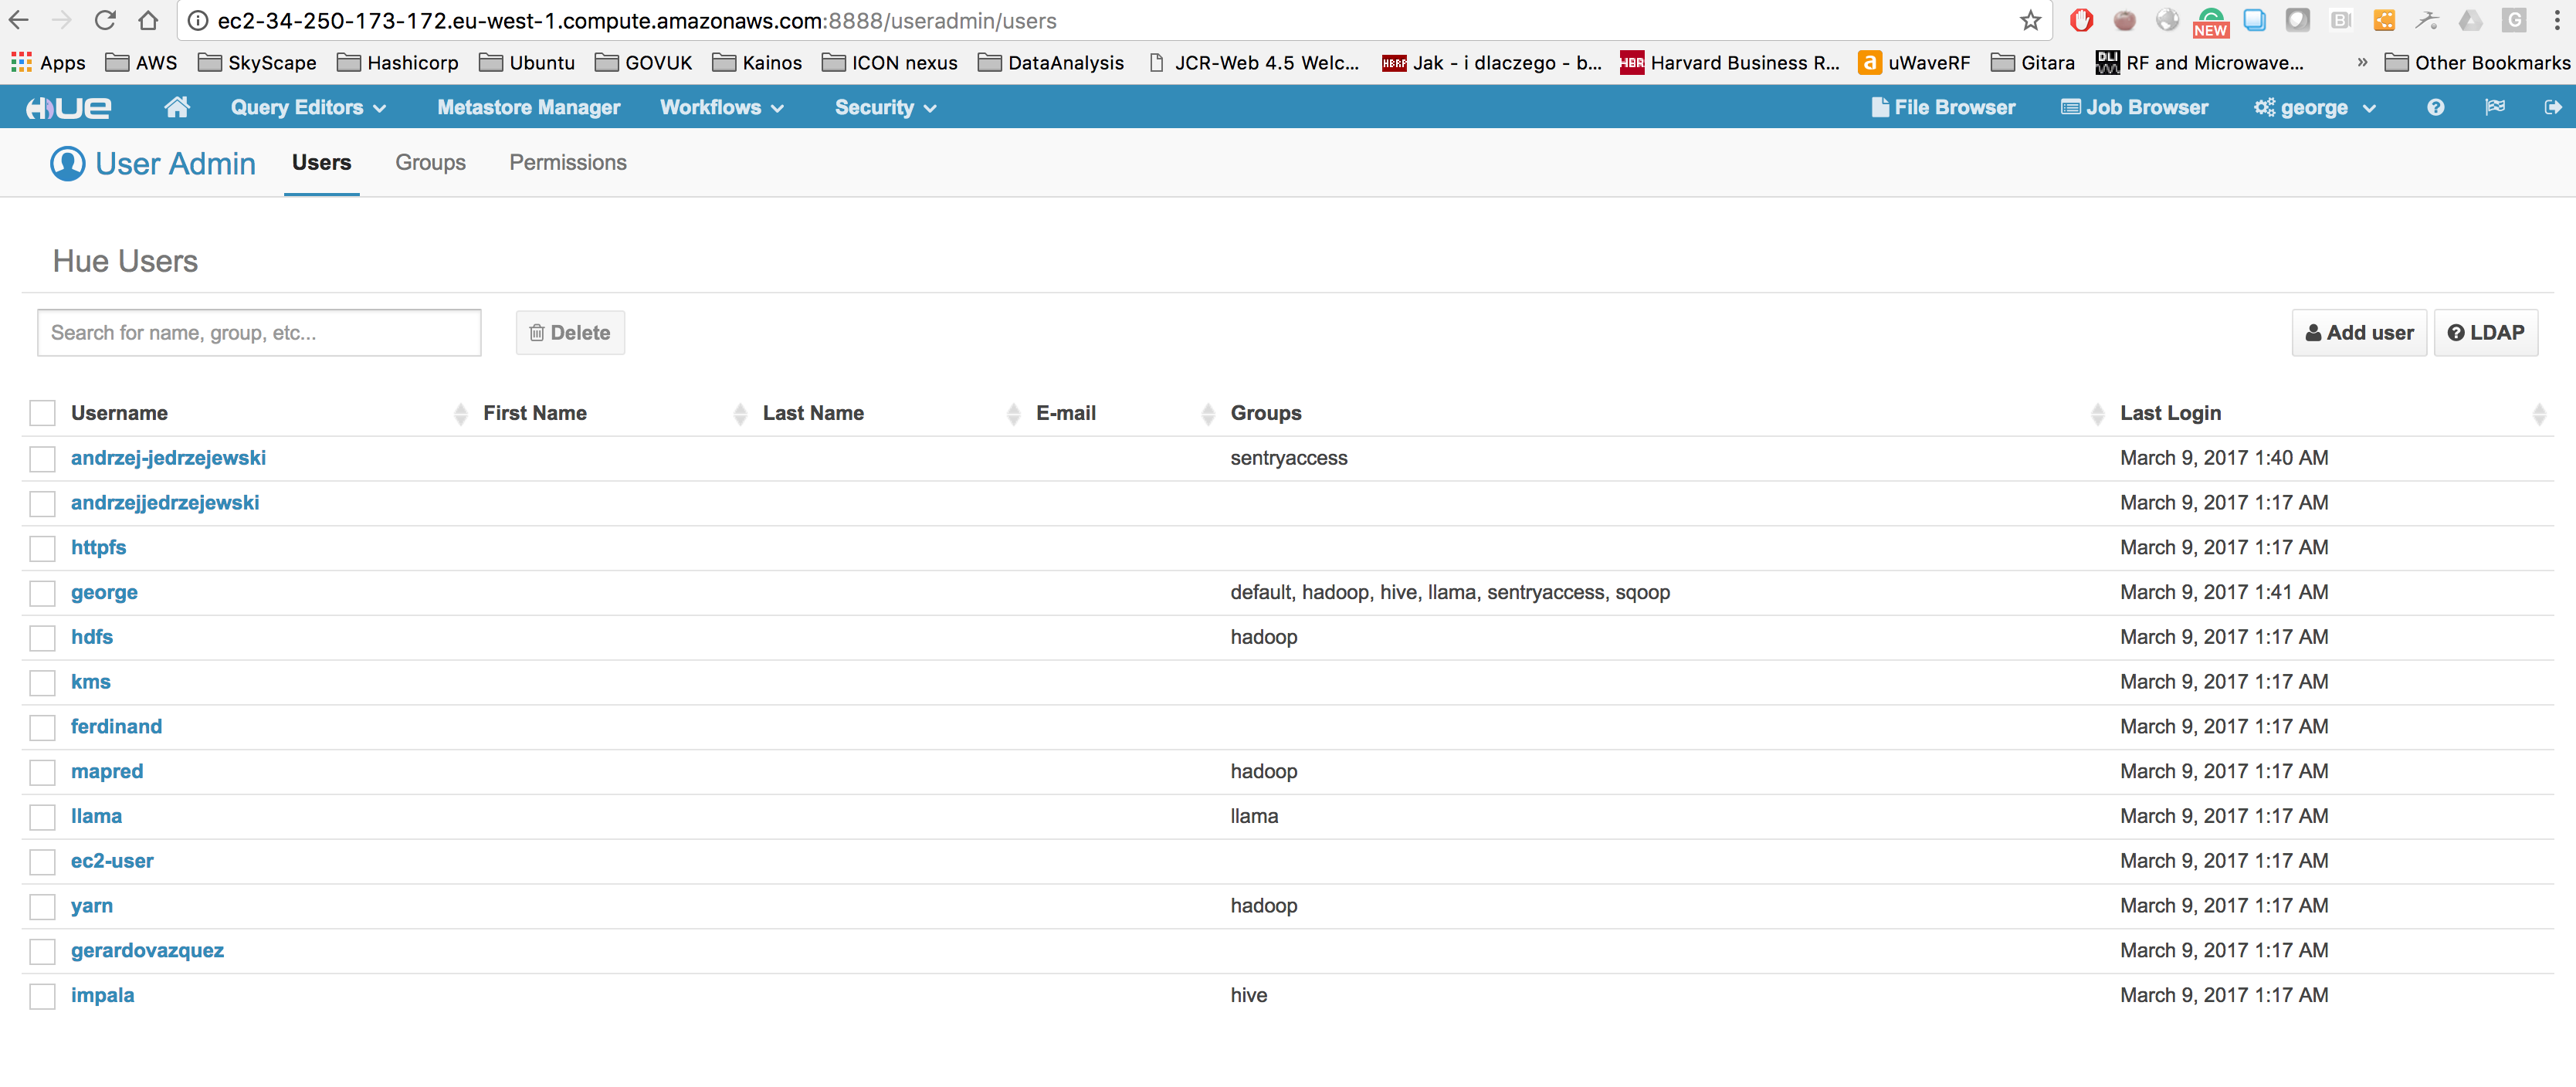 ec2-34-250-173-172.eu-west-1.compute.amazonaws.com:8888/useradmin/users
NEW
Apps AWS SkyScape Hashicorp Ubuntu GOVUK Kainos ICON nexus DataAnalysis JCR-Web 4.5 Welc... HBRP Jak - i dlaczego - b... HBR Harvard Business R... a uWaveRF Gitara DLI RF and Microwave... » Other Bookmarks
HUE Query Editors Metastore Manager Workflows Security File Browser Job Browser george
User Admin Users Groups Permissions
Hue Users
Search for name, group, etc... Delete Add user LDAP
Username First Name Last Name E-mail Groups Last Login
andrzej-jedrzejewski sentryaccess March 9, 2017 1:40 AM
andrzejjedrzejewski March 9, 2017 1:17 AM
httpfs March 9, 2017 1:17 AM
george default, hadoop, hive, llama, sentryaccess, sqoop March 9, 2017 1:41 AM
hdfs hadoop March 9, 2017 1:17 AM
kms March 9, 2017 1:17 AM
ferdinand March 9, 2017 1:17 AM
mapred hadoop March 9, 2017 1:17 AM
llama llama March 9, 2017 1:17 AM
ec2-user March 9, 2017 1:17 AM
yarn hadoop March 9, 2017 1:17 AM
gerardovazquez March 9, 2017 1:17 AM
impala hive March 9, 2017 1:17 AM